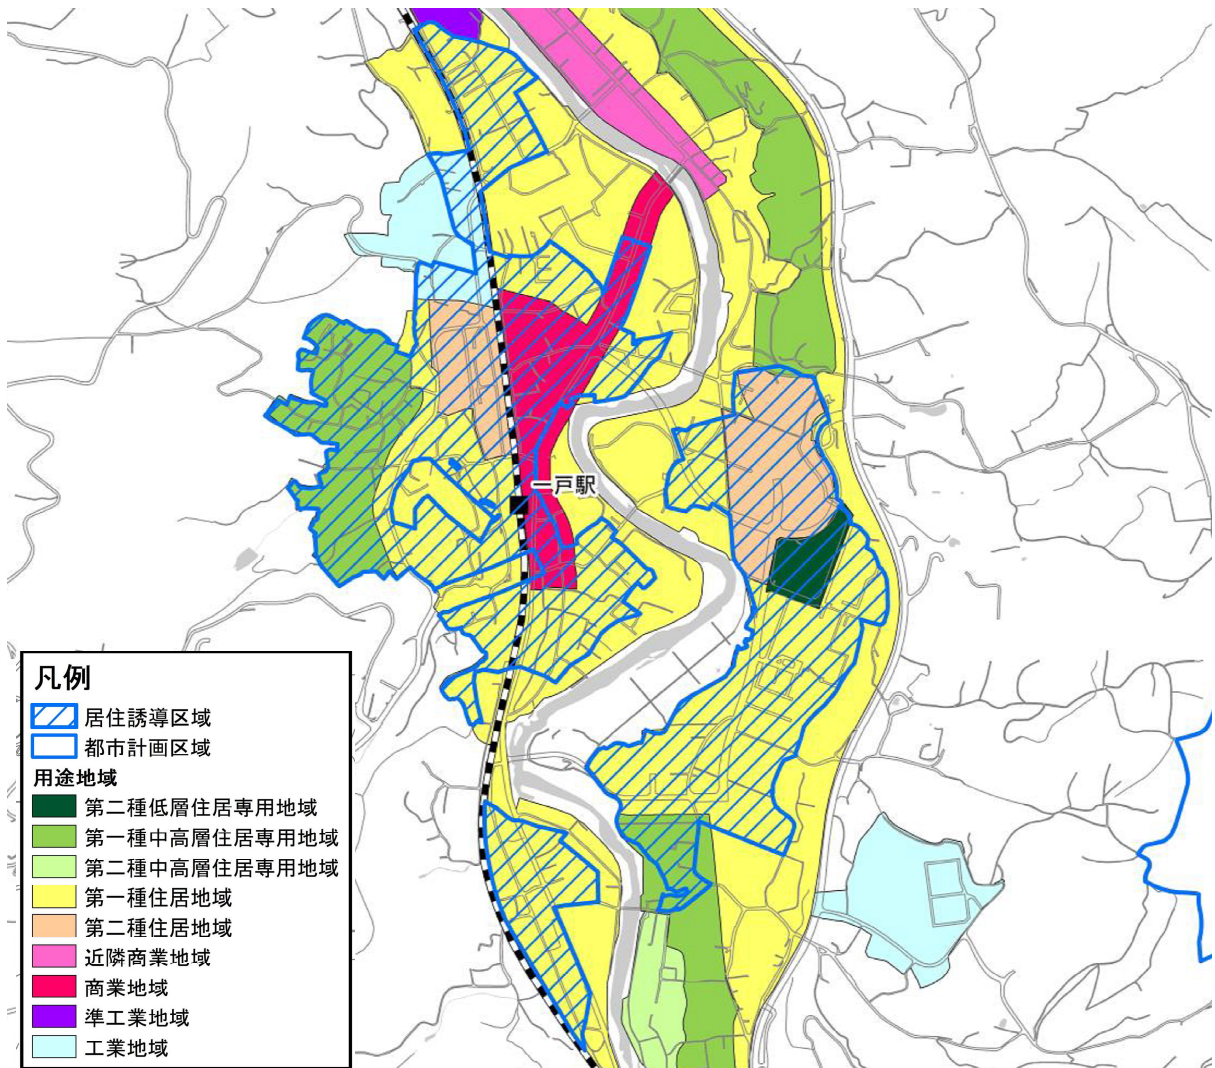 一戸駅
凡例
居住誘導区域
都市計画区域
用途地域
第二種低層住居専用地域
第一種中高層住居専用地域
第二種中高層住居専用地域
第一種住居地域
第二種住居地域
近隣商業地域
商業地域
準工業地域
工業地域